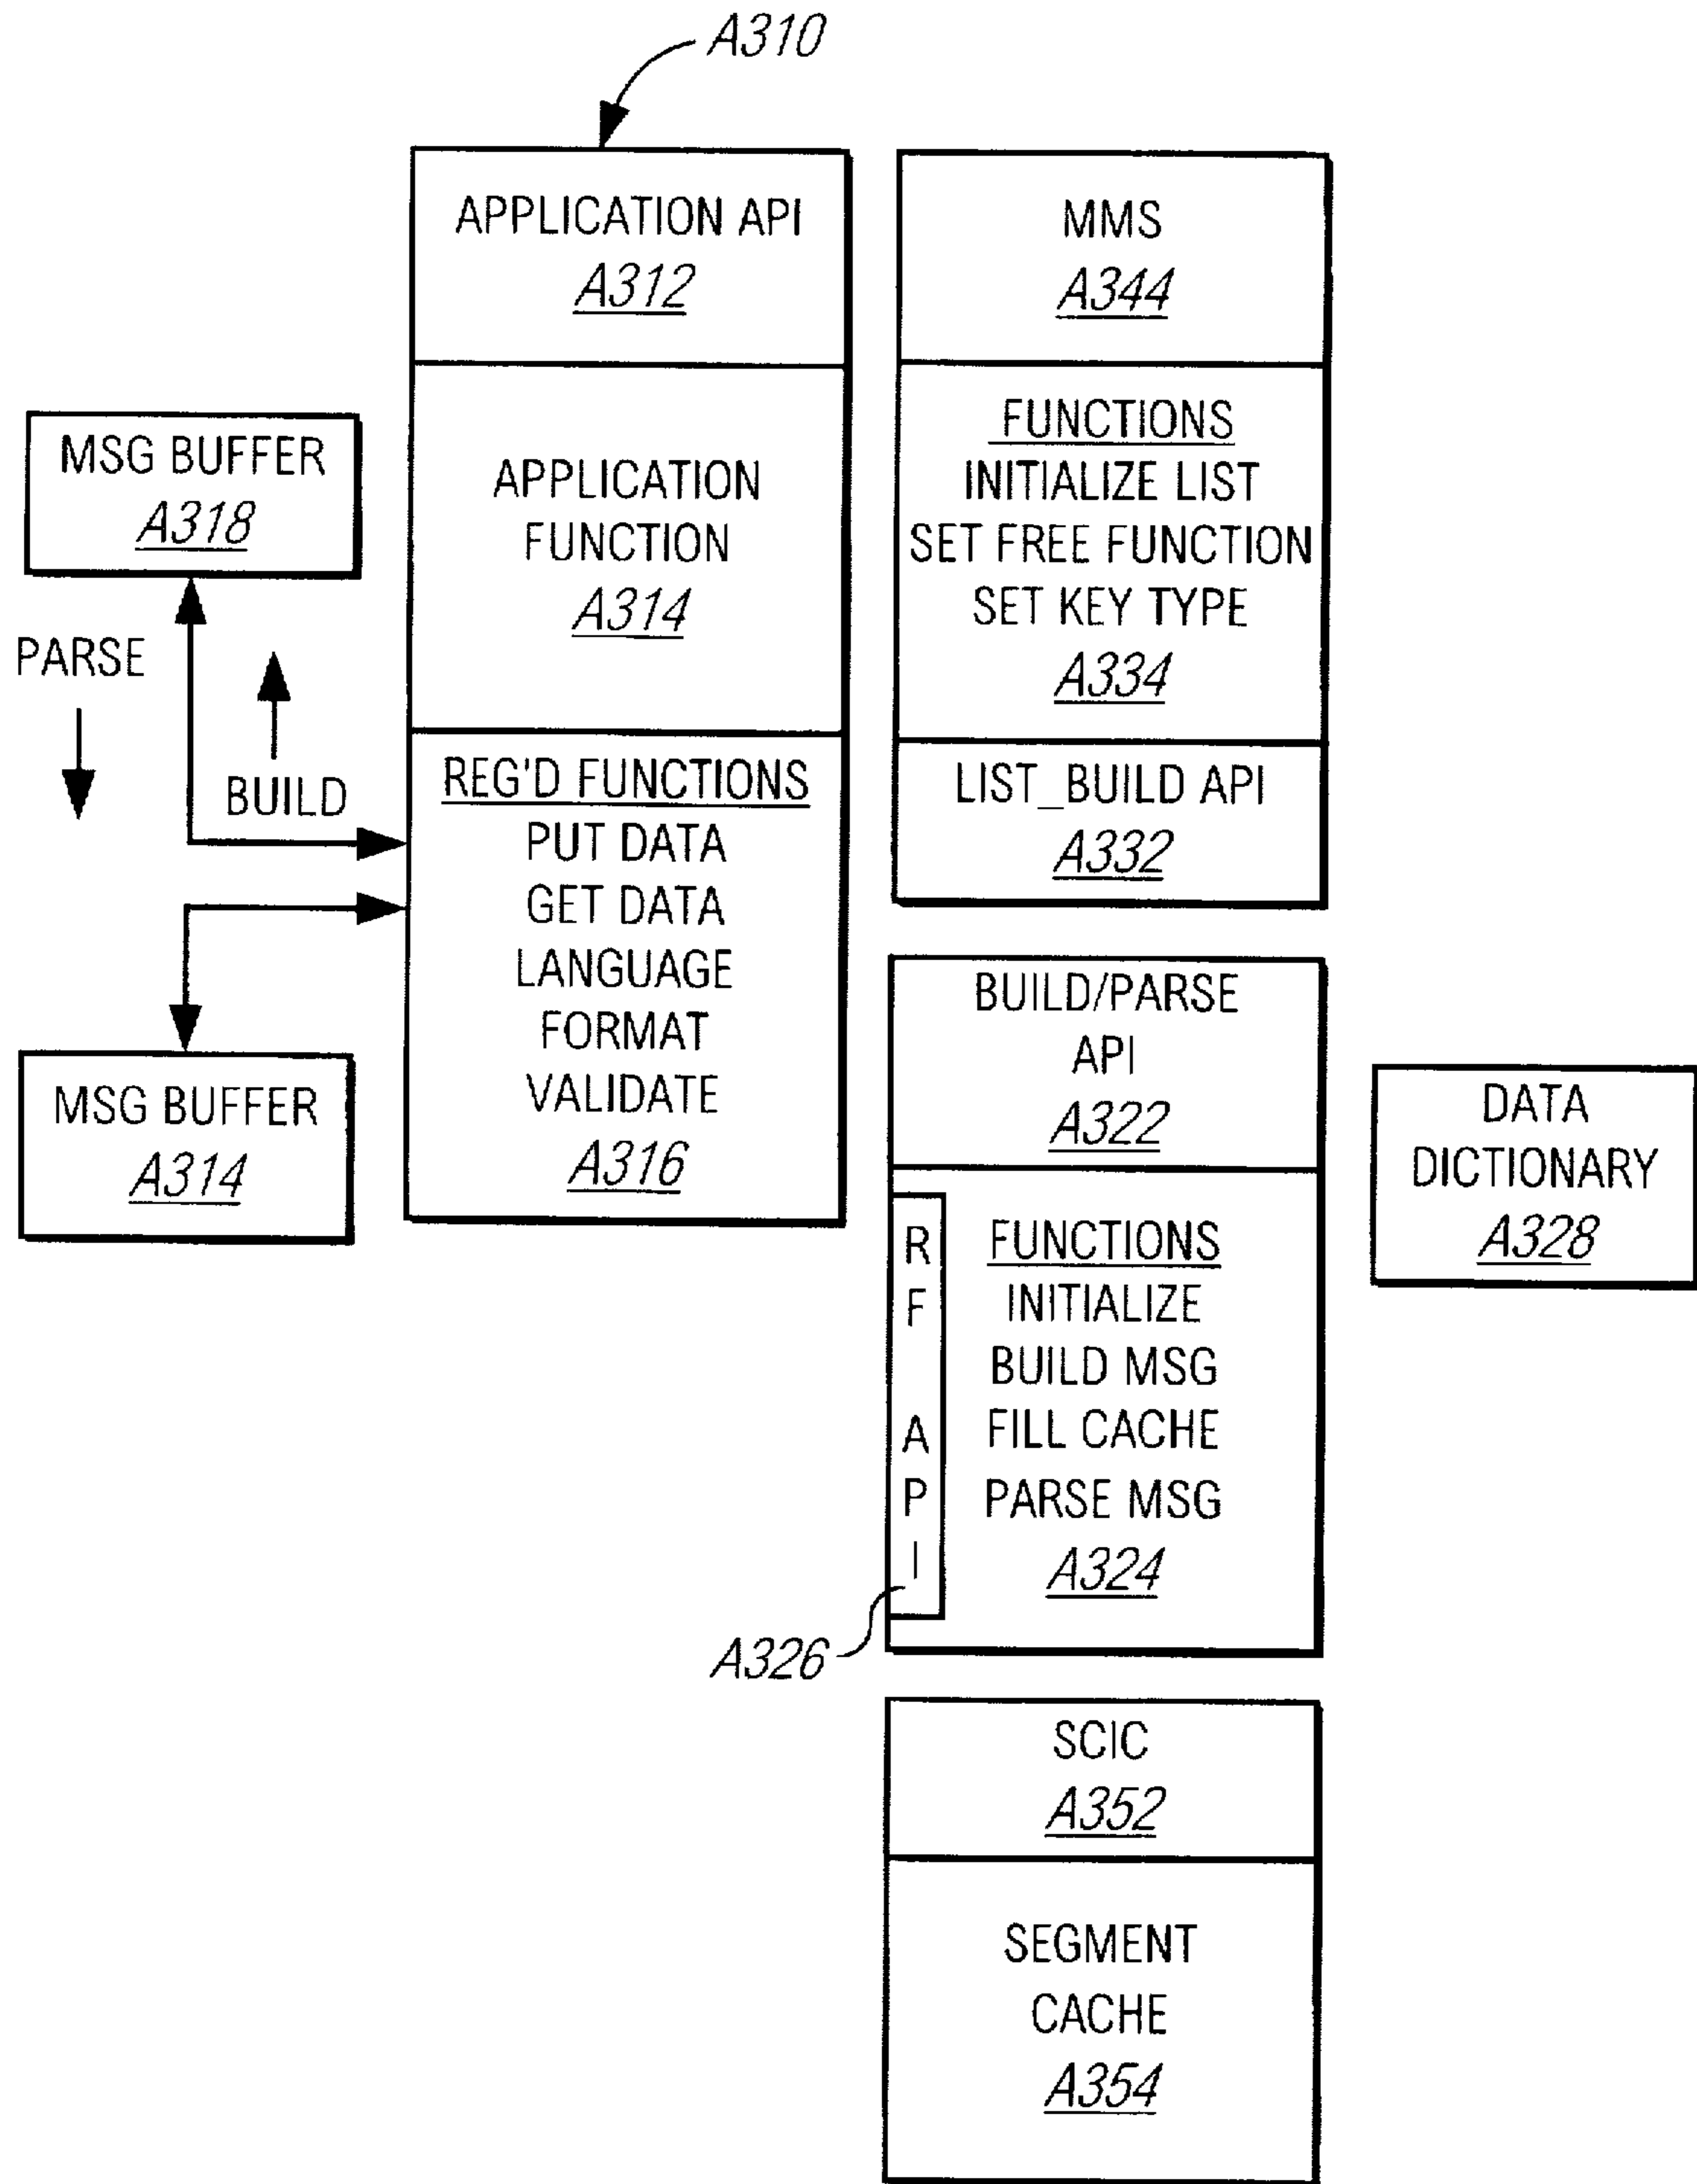 A310
APPLICATION API
A312
APPLICATION
FUNCTION
A314
REG'D FUNCTIONS
PUT DATA
GET DATA
LANGUAGE
FORMAT
VALIDATE
A316
MSG BUFFER
A318
PARSE
BUILD
MSG BUFFER
A314
MMS
A344
FUNCTIONS
INITIALIZE LIST
SET FREE FUNCTION
SET KEY TYPE
A334
LIST_BUILD API
A332
BUILD/PARSE
API
A322
RF API
FUNCTIONS
INITIALIZE
BUILD MSG
FILL CACHE
PARSE MSG
A324
A326
DATA
DICTIONARY
A328
SCIC
A352
SEGMENT
CACHE
A354